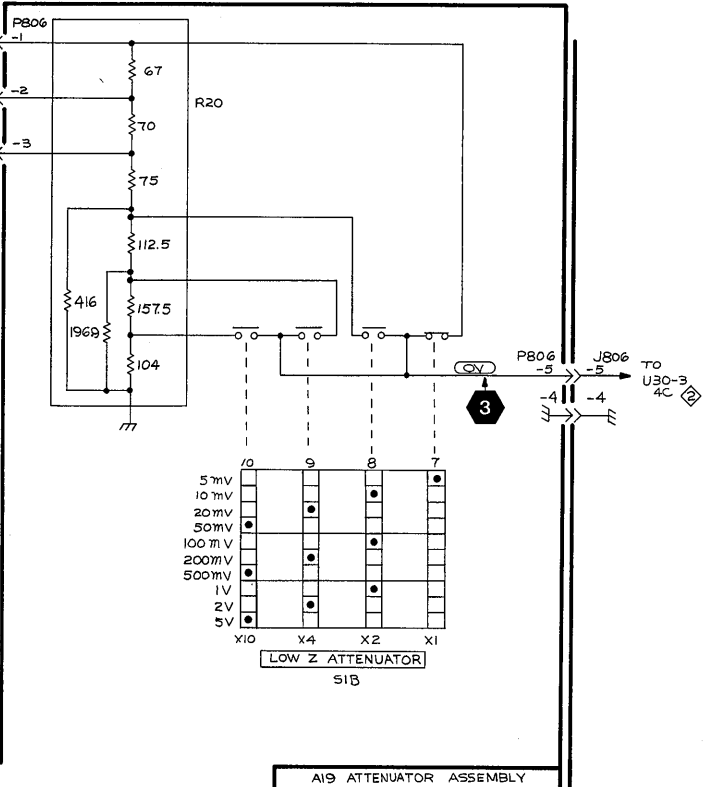 P806
-1
67
-2
R20
70
-3
75
112.5
416
157.5
1968
104
0V
P806 J806
-5 -5
TO
U30-3
4C 2
3
-4 -4
10 9 8 7
5mV
10mV
20mV
50mV
100mV
200mV
500mV
1V
2V
5V
X10 X4 X2 X1
LOW Z ATTENUATOR
S1B
A19 ATTENUATOR ASSEMBLY